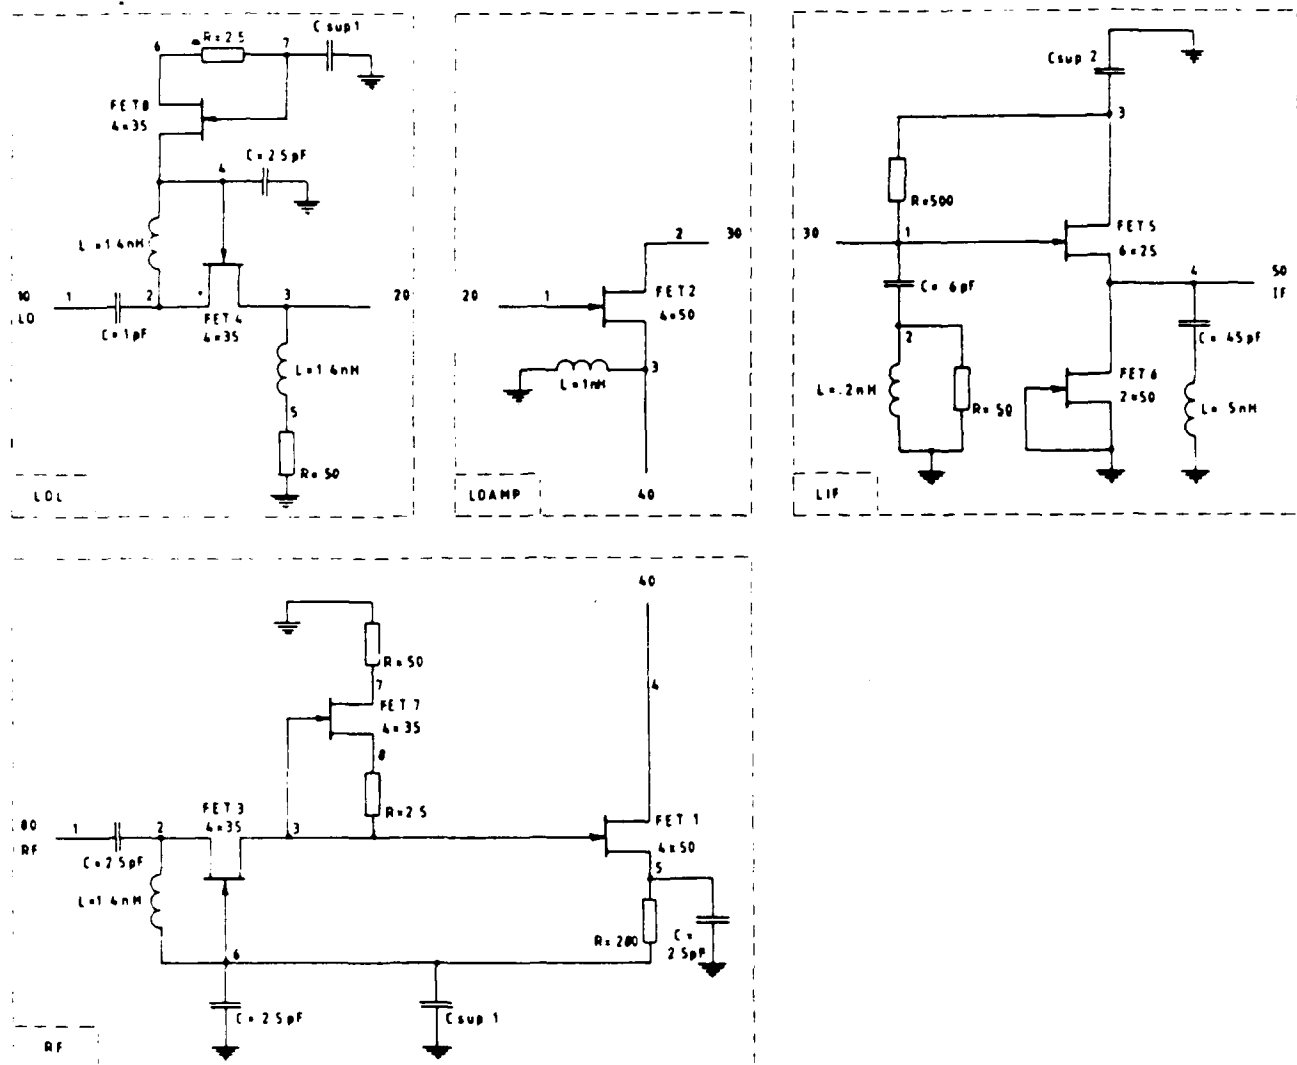 6
R=25
7
C sup1
FET8
4=35
4
C=25pF
L=14nH
10
LO
1
C=1pF
2
FET4
4=35
3
20
L=14nH
5
R=50
LOL
2
30
20
1
FET2
4=50
3
L=1nH
40
LOAMP
Csup 2
3
R=500
30
1
FET5
6=25
C=6pF
4
50
IF
C=.45pF
2
L=.2nH
R=50
FET6
2=50
L=5nH
LIF
40
R=50
7
4
FET7
4=35
8
R=25
80
RF
1
C=25pF
2
FET3
4=35
3
FET 1
4x50
5
L=14nH
R=200
C=
25pF
6
C=25pF
Csup 1
RF